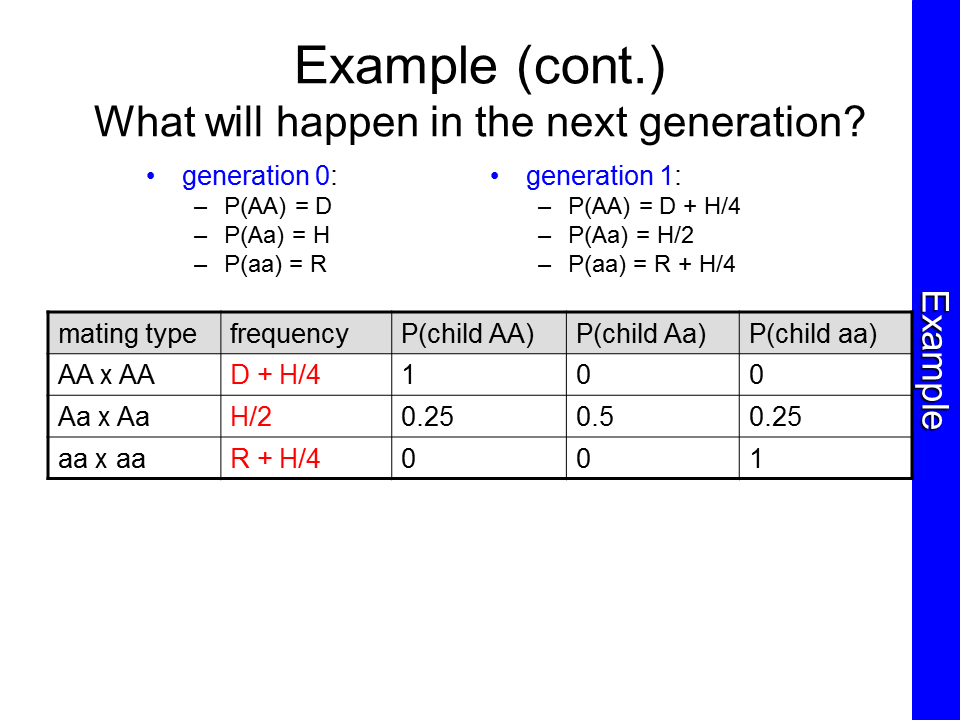 Example (cont.)
What will happen in the next generation?
• generation 0:
– P(AA) = D
– P(Aa) = H
– P(aa) = R
• generation 1:
– P(AA) = D + H/4
– P(Aa) = H/2
– P(aa) = R + H/4
mating type frequency P(child AA) P(child Aa) P(child aa)
AA x AA D + H/4 1 0 0
Aa x Aa H/2 0.25 0.5 0.25
aa x aa R + H/4 0 0 1
Example